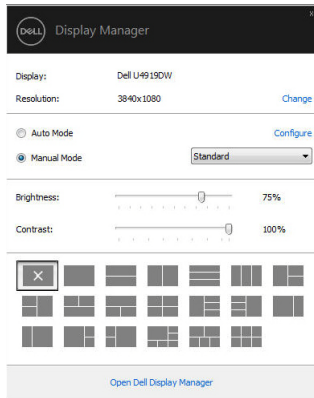 DELL Display Manager
Display: Dell U4919DW
Resolution: 3840x1080 Change
Auto Mode Configure
Manual Mode Standard
Brightness: 75%
Contrast: 100%
Open Dell Display Manager